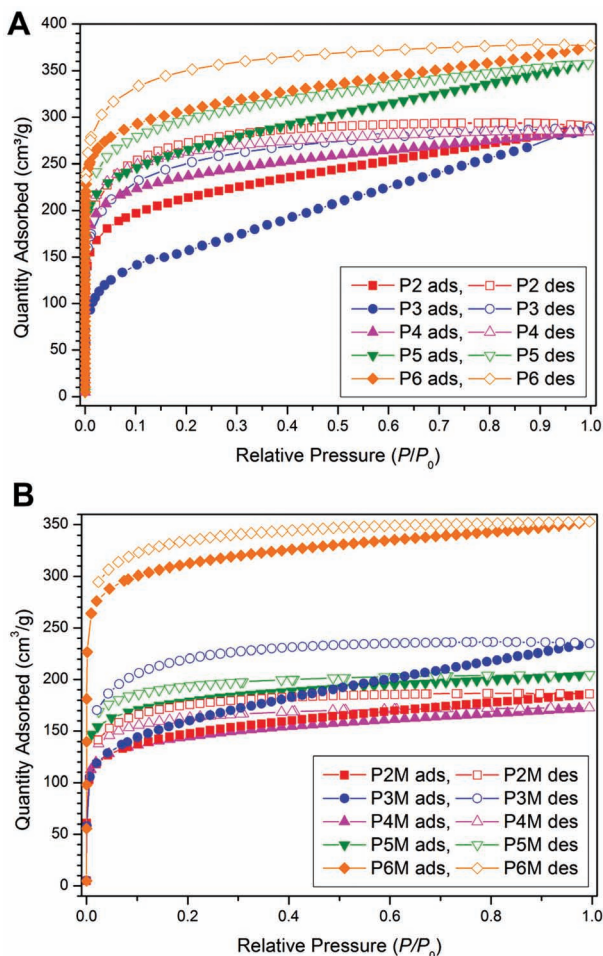 A
Quantity Adsorbed (cm³/g)
400
350
300
250
200
150
100
50
0
P2 ads, P2 des
P3 ads, P3 des
P4 ads, P4 des
P5 ads, P5 des
P6 ads, P6 des
0.0 0.1 0.2 0.3 0.4 0.5 0.6 0.7 0.8 0.9 1.0
Relative Pressure (P/P₀)
B
Quantity Adsorbed (cm³/g)
350
300
250
200
150
100
50
0
P2M ads, P2M des
P3M ads, P3M des
P4M ads, P4M des
P5M ads, P5M des
P6M ads, P6M des
0.0 0.2 0.4 0.6 0.8 1.0
Relative Pressure (P/P₀)